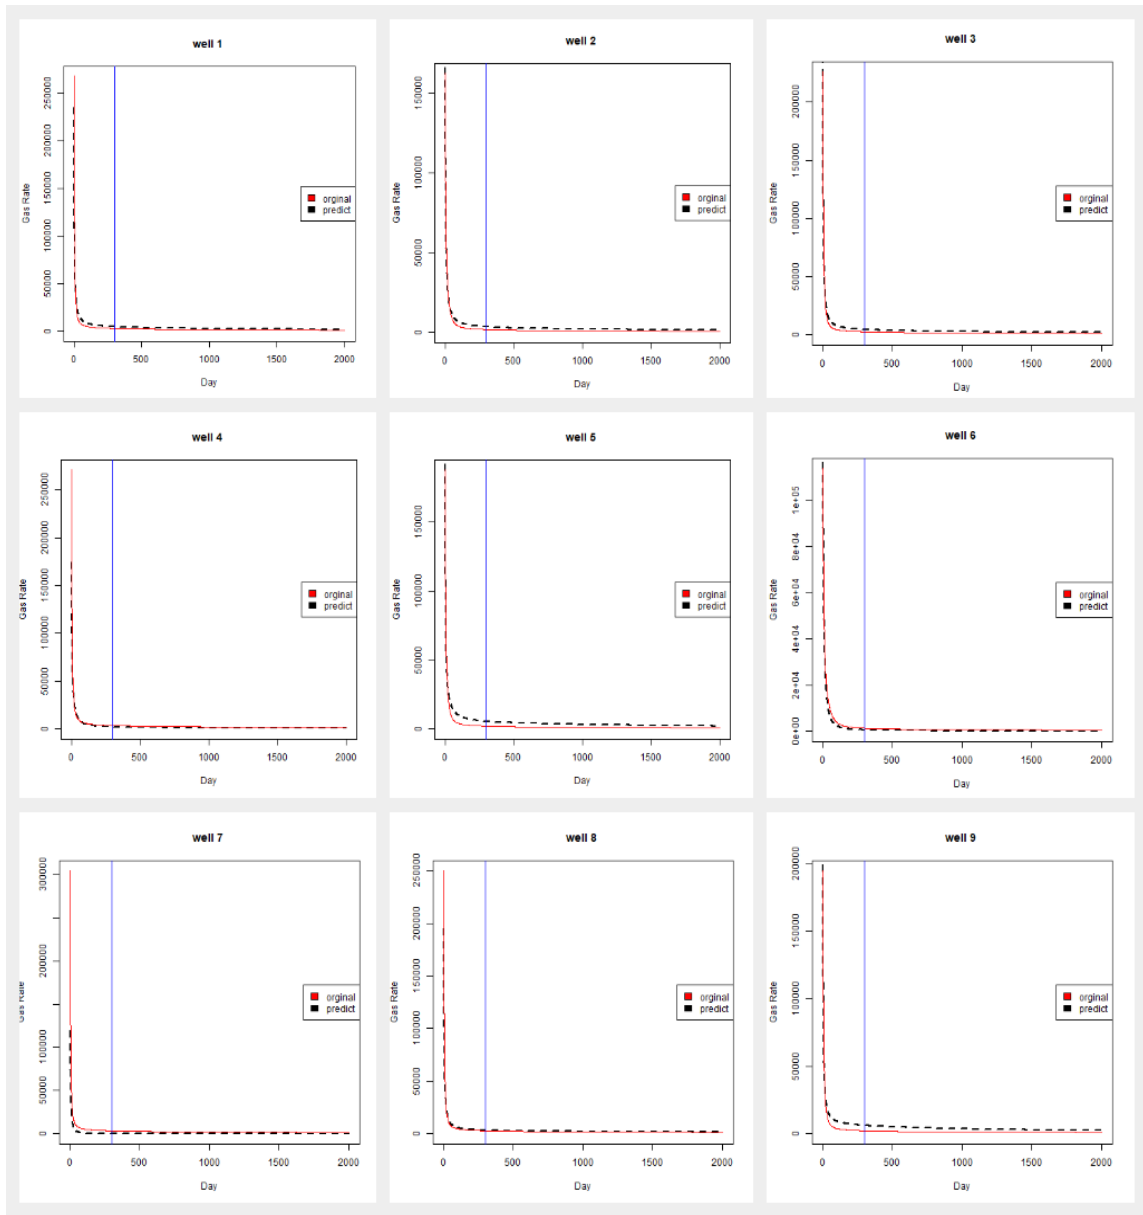 well 1
250000
200000
150000
100000
50000
0
Gas Rate
orginal
predict
0 500 1000 1500 2000
Day
well 2
150000
100000
50000
0
Gas Rate
orginal
predict
0 500 1000 1500 2000
Day
well 3
200000
150000
100000
50000
0
Gas Rate
orginal
predict
0 500 1000 1500 2000
Day
well 4
250000
200000
150000
100000
50000
0
Gas Rate
orginal
predict
0 500 1000 1500 2000
Day
well 5
150000
100000
50000
0
Gas Rate
orginal
predict
0 500 1000 1500 2000
Day
well 6
1e+05
8e+04
6e+04
4e+04
2e+04
0e+00
Gas Rate
orginal
predict
0 500 1000 1500 2000
Day
well 7
300000
200000
100000
50000
0
Gas Rate
orginal
predict
0 500 1000 1500 2000
Day
well 8
250000
200000
150000
100000
50000
0
Gas Rate
orginal
predict
0 500 1000 1500 2000
Day
well 9
200000
150000
100000
50000
0
Gas Rate
orginal
predict
0 500 1000 1500 2000
Day